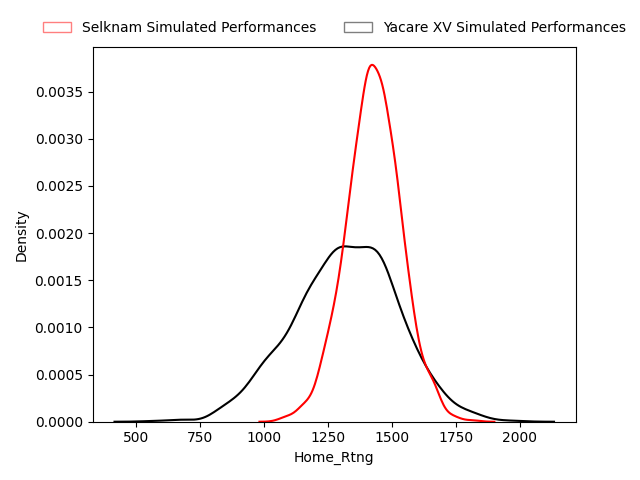 Selknam Simulated Performances Yacare XV Simulated Performances
0.0035
0.0030
0.0025
0.0020
0.0015
0.0010
0.0005
0.0000
Density
500 750 1000 1250 1500 1750 2000
Home_Rtng